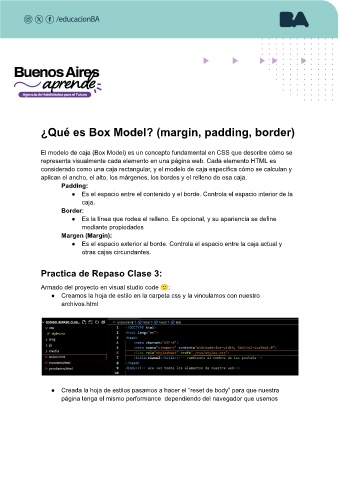 /educacionBA
BA
Buenos Aires
aprende
Agencia de Habilidades para el Futuro
¿Qué es Box Model? (margin, padding, border)
El modelo de caja (Box Model) es un concepto fundamental en CSS que describe cómo se
representa visualmente cada elemento en una página web. Cada elemento HTML es
considerado como una caja rectangular, y el modelo de caja especifica cómo se calculan y
aplican el ancho, el alto, los márgenes, los bordes y el relleno de esa caja.
Padding:
● Es el espacio entre el contenido y el borde. Controla el espacio interior de la
caja.
Border:
● Es la línea que rodea el relleno. Es opcional, y su apariencia se define
mediante propiedades
Margen (Margin):
● Es el espacio exterior al borde. Controla el espacio entre la caja actual y
otras cajas circundantes.
Practica de Repaso Clase 3:
Armado del proyecto en visual studio code 🙂:
● Creamos la hoja de estilo en la carpeta css y la vinculamos con nuestro
archivos.html
● Creada la hoja de estilos pasamos a hacer el “reset de body” para que nuestra
página tenga el mismo performance dependiendo del navegador que usemos